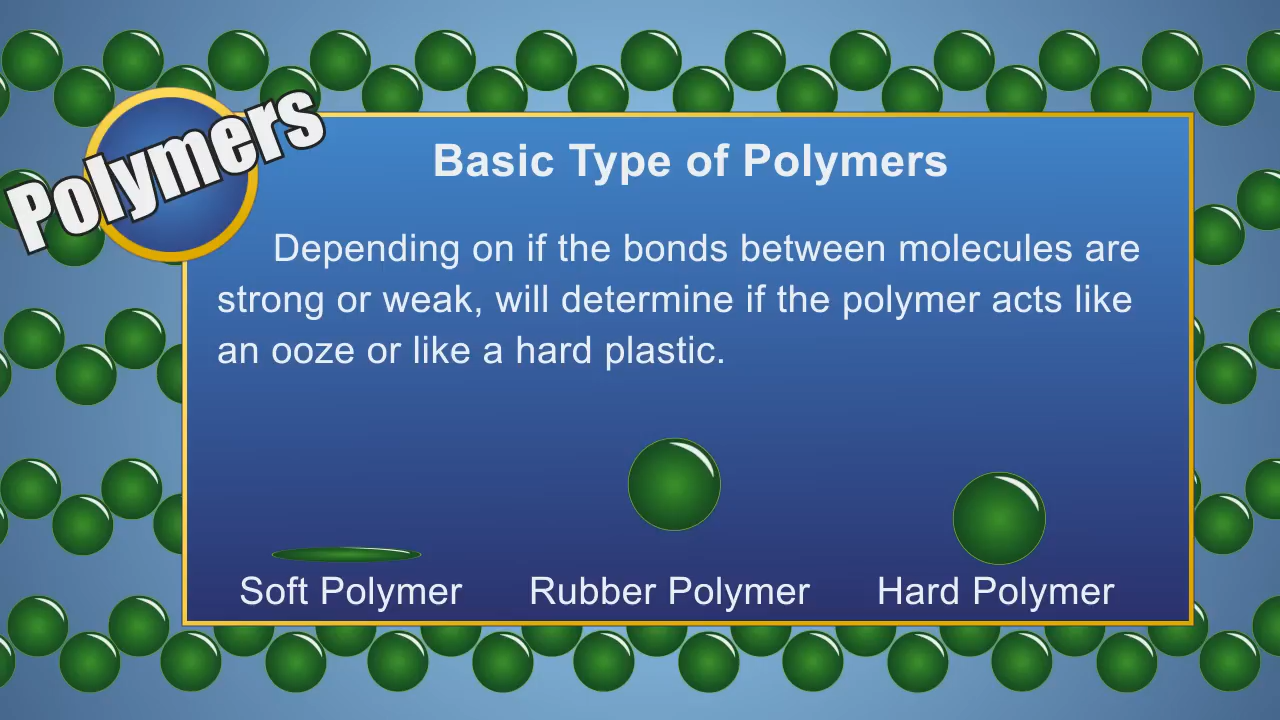 Polymers
Basic Type of Polymers
Depending on if the bonds between molecules are
strong or weak, will determine if the polymer acts like
an ooze or like a hard plastic.
Soft Polymer
Rubber Polymer
Hard Polymer